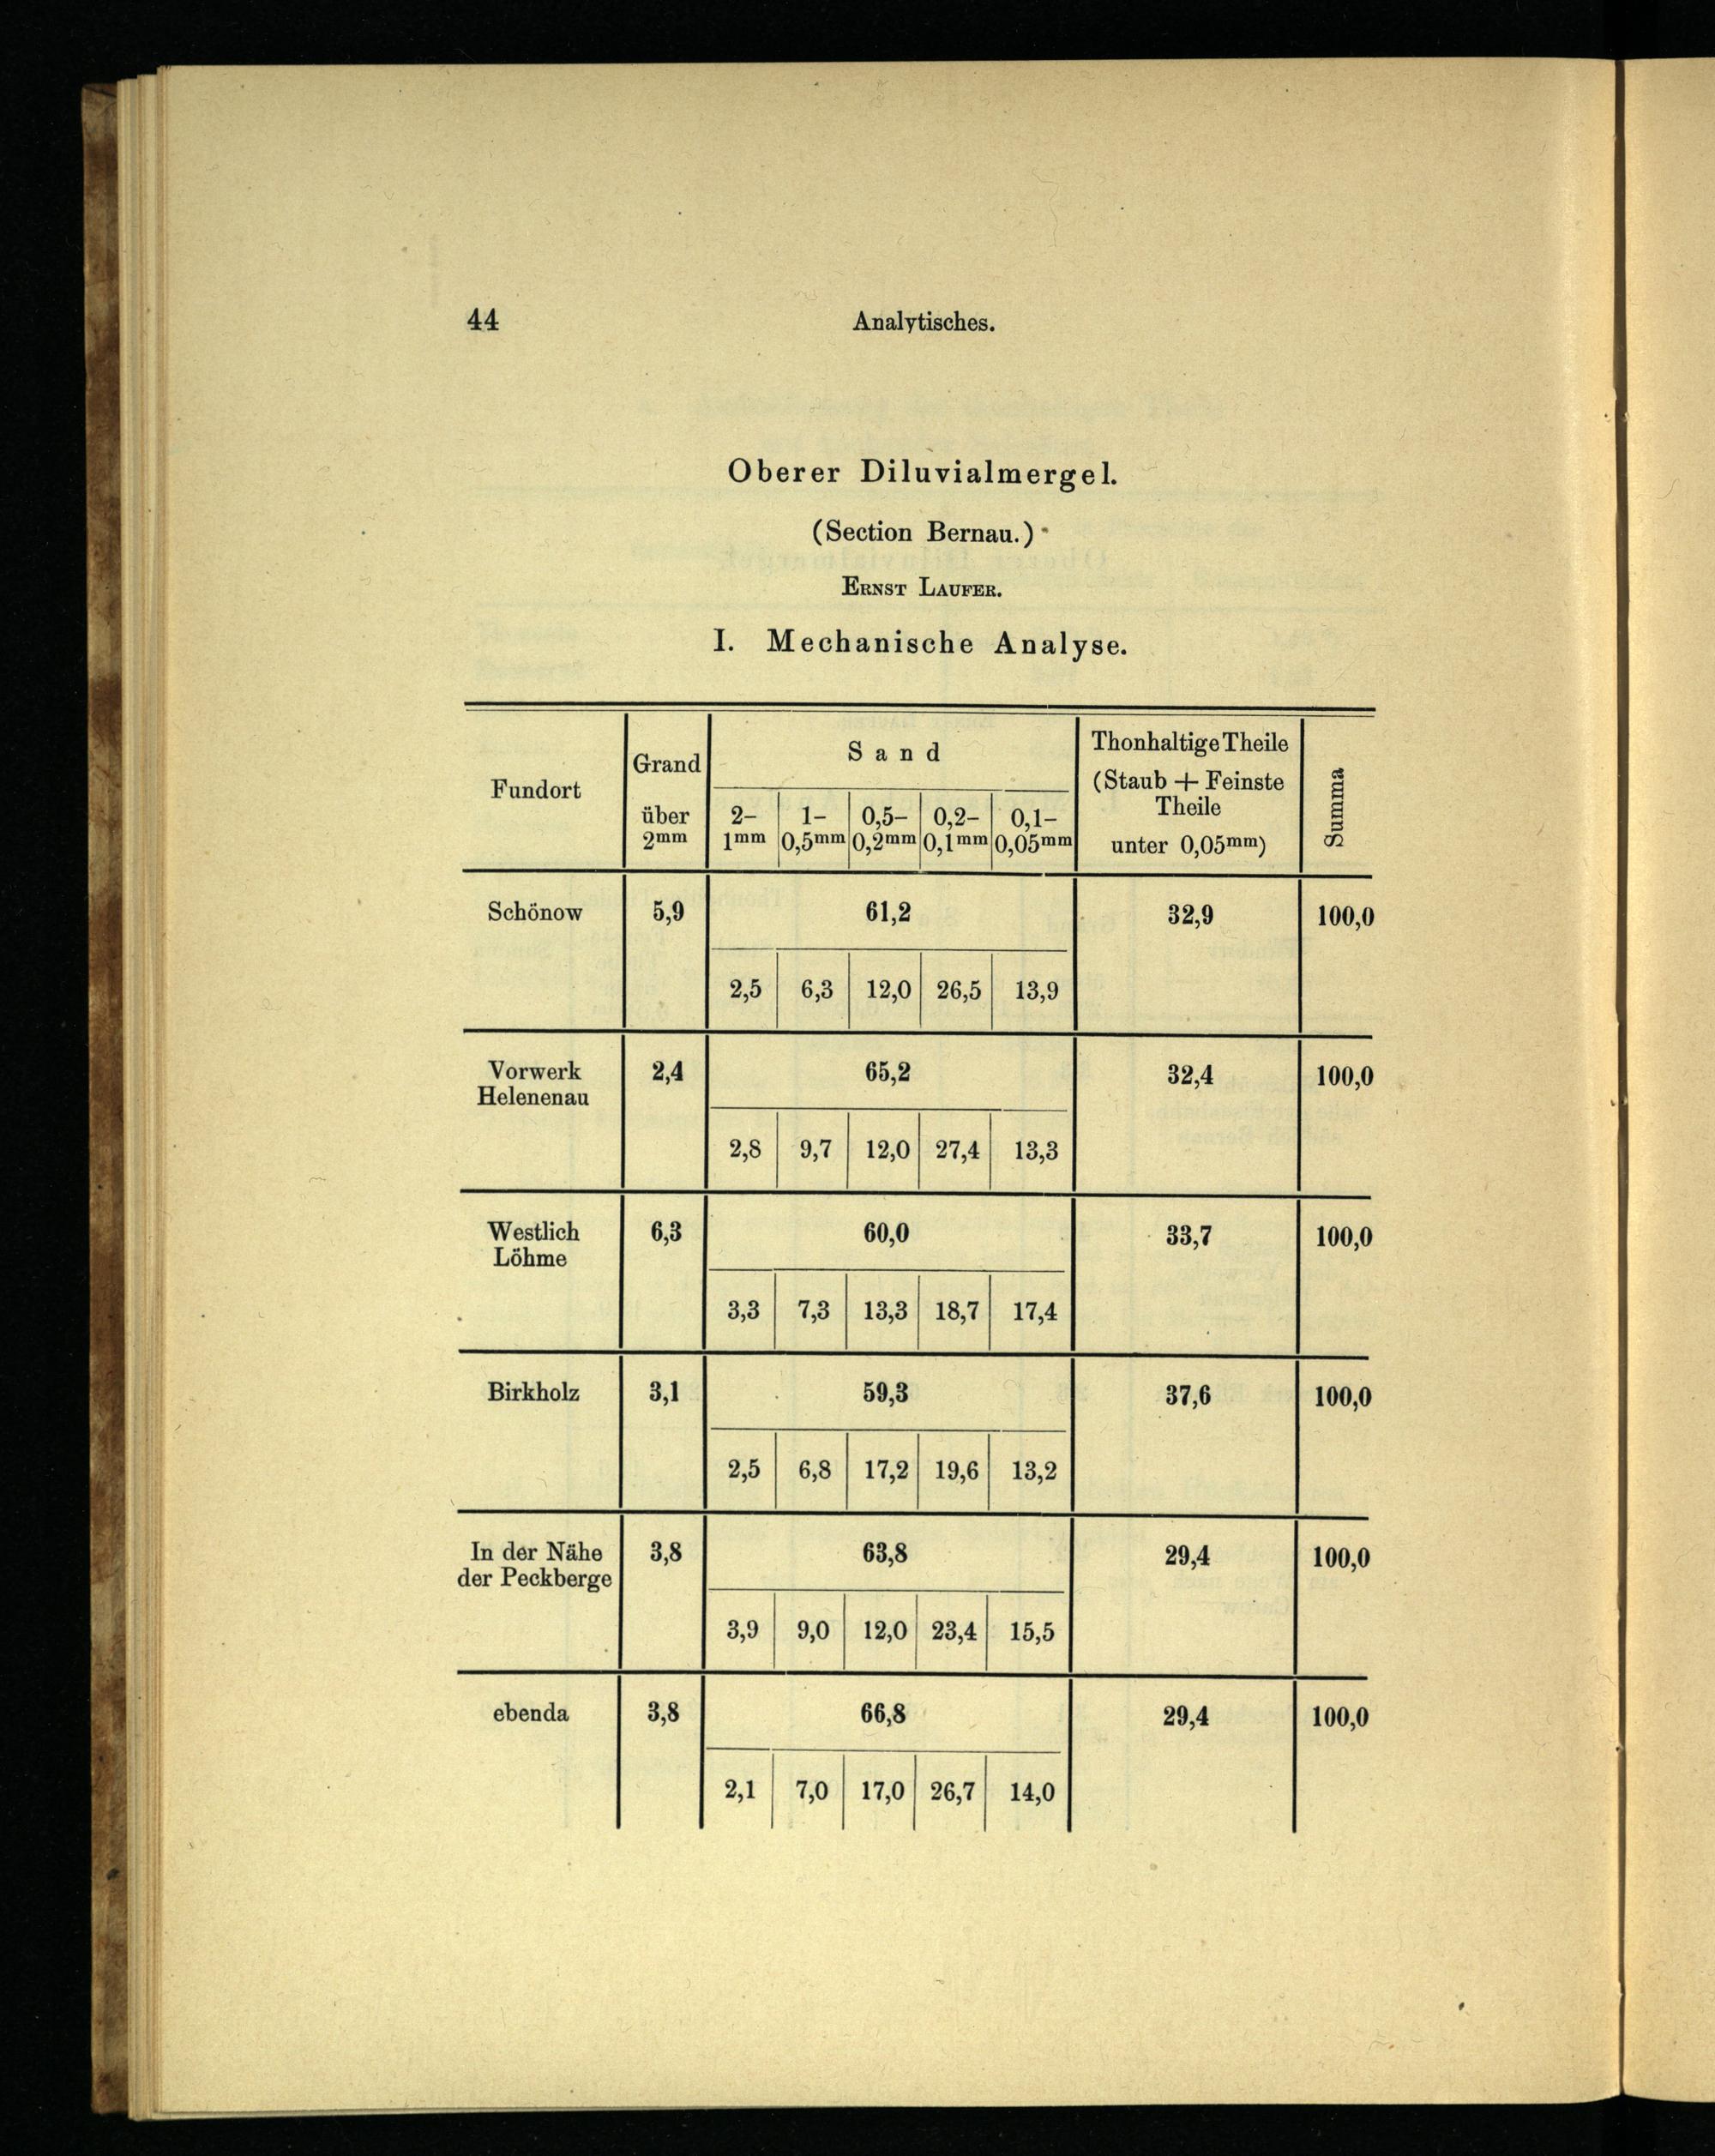 44 Analytisches.
Oberer Diluvialmergel.
(Section Bernau.)
ERNST LAUFER.
I. Mechanische Analyse.
Fundort Grand über 2mm Sand Thonhaltige Theile (Staub + Feinste Theile unter 0,05mm) Summa
2–1mm 1–0,5mm 0,5–0,2mm 0,2–0,1mm 0,1–0,05mm
Schönow 5,9 61,2 32,9 100,0
2,5 6,3 12,0 26,5 13,9
Vorwerk 2,4 65,2 32,4 100,0
Helenenau
2,8 9,7 12,0 27,4 13,3
Westlich 6,3 60,0 33,7 100,0
Löhme
3,3 7,3 13,3 18,7 17,4
Birkholz 3,1 59,3 37,6 100,0
2,5 6,8 17,2 19,6 13,2
In der Nähe 3,8 63,8 29,4 100,0
der Peckberge
3,9 9,0 12,0 23,4 15,5
ebenda 3,8 66,8 29,4 100,0
2,1 7,0 17,0 26,7 14,0